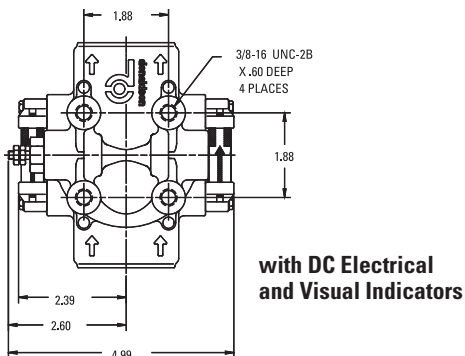 1.88
3/8-16 UNC-2B
X .60 DEEP
4 PLACES
donaldson
1.88
with DC Electrical
and Visual Indicators
2.39
2.60
4.99